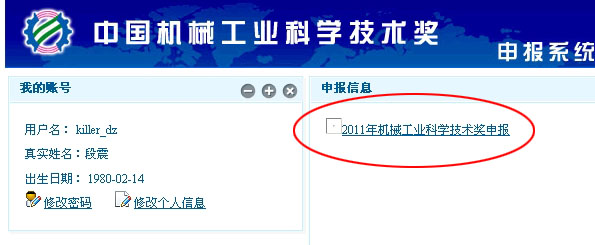 中国机械工业科学技术奖
申报系统
我的账号
用户名： killer_dz
真实姓名：段震
出生日期： 1980-02-14
修改密码 修改个人信息
申报信息
2011年机械工业科学技术奖申报